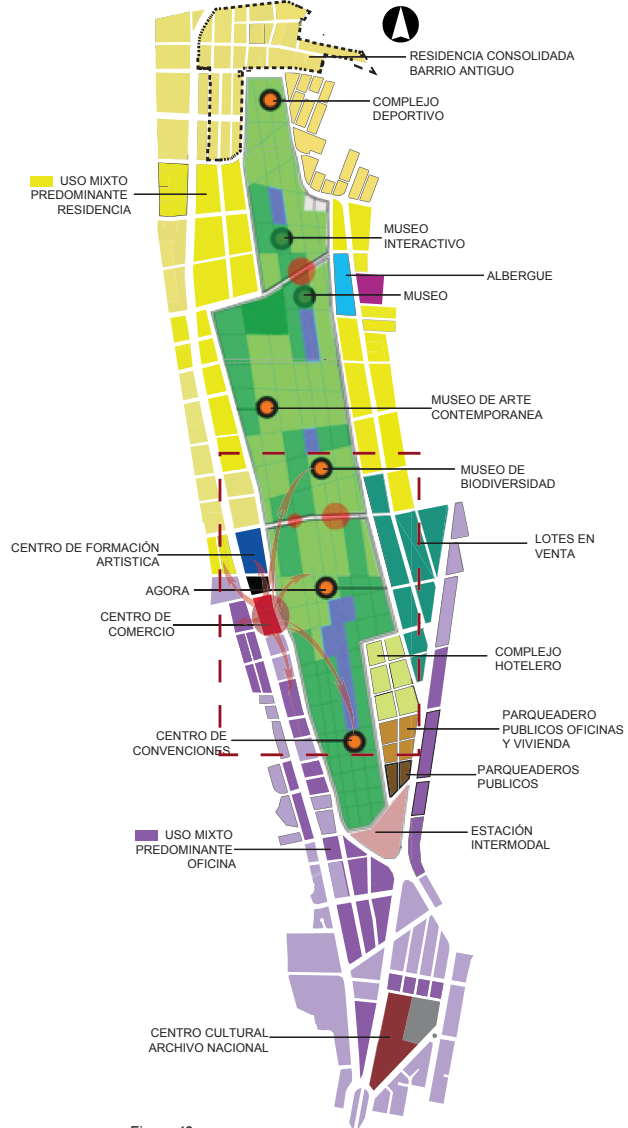 RESIDENCIA CONSOLIDADA
BARRIO ANTIGUO
COMPLEJO
DEPORTIVO
USO MIXTO
PREDOMINANTE
RESIDENCIA
MUSEO
INTERACTIVO
ALBERGUE
MUSEO
MUSEO DE ARTE
CONTEMPORANEA
MUSEO DE
BIODIVERSIDAD
LOTES EN
VENTA
CENTRO DE FORMACIÓN
ARTISTICA
AGORA
CENTRO DE
COMERCIO
COMPLEJO
HOTELERO
PARQUEADERO
PUBLICOS OFICINAS
Y VIVIENDA
CENTRO DE
CONVENCIONES
PARQUEADEROS
PUBLICOS
USO MIXTO
PREDOMINANTE
OFICINA
ESTACIÓN
INTERMODAL
CENTRO CULTURAL
ARCHIVO NACIONAL